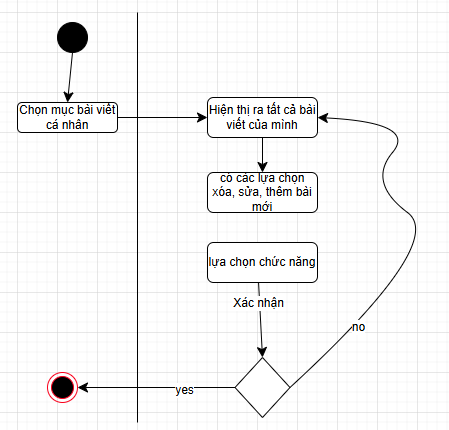 Chọn mục bài viết
cá nhân
Hiện thị ra tất cả bài
viết của mình
có các lựa chọn
xóa, sửa, thêm bài
mới
lựa chọn chức năng
Xác nhận
no
yes